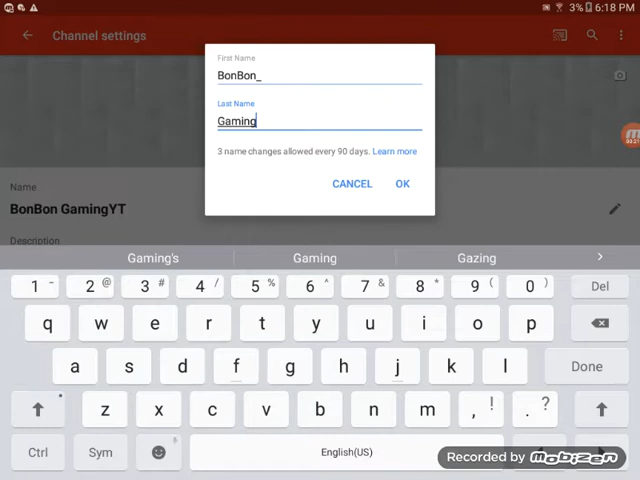 3% 6:18 PM
Channel settings
First Name
BonBon_
Last Name
Gaming
3 name changes allowed every 90 days. Learn more
CANCEL OK
Name
BonBon GamingYT
Description
Gaming's Gaming Gazing
1 - 2 @ 3 # 4 / 5 % 6 ^ 7 & 8 * 9 ( 0 ) Del
q w e r t y u i o p
a s d f g h j k l Done
z x c v b n m , ! . ?
Ctrl Sym English(US)
Recorded by mobizen